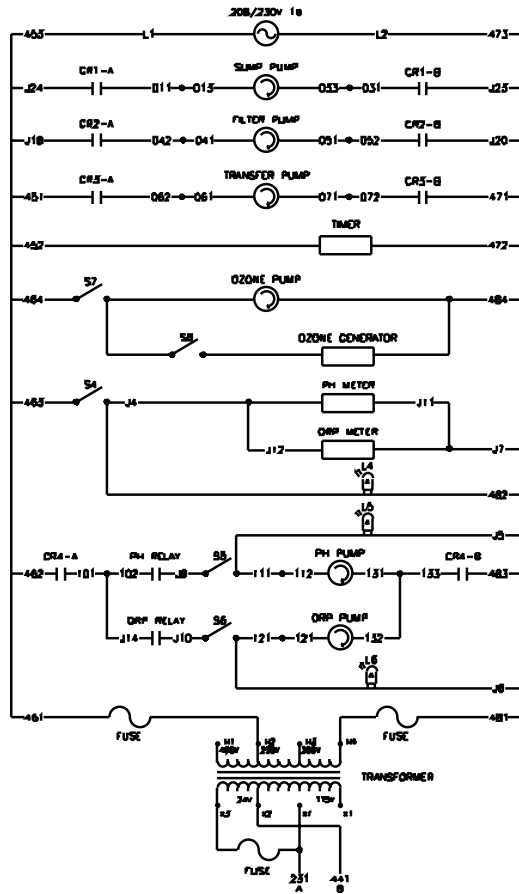 208/230V 1ø
453 L1 L2 473
SUMP PUMP
J24 CR1-A 011 013 033 031 CR1-B J23
FILTER PUMP
J18 CR2-A 042 041 051 052 CR2-B J20
TRANSFER PUMP
451 CR3-A 062 061 071 072 CR3-B 471
TIMER
452 472
OZONE PUMP
464 S7 484
S8 OZONE GENERATOR
463 S4 J4 PH METER J11
J12 ORP METER J7
L4
482
L5
J5
462 CR4-A 101 102 PH RELAY J9 S5 111 112 PH PUMP 131 133 CR4-B 483
ORP RELAY
J14 J10 S6 121 121 ORP PUMP 132
L6
J6
461 481
FUSE FUSE
H1 H2 H3 H4
TRANSFORMER
24V 115V
X3 X2 XF X1
FUSE
231 441
A B